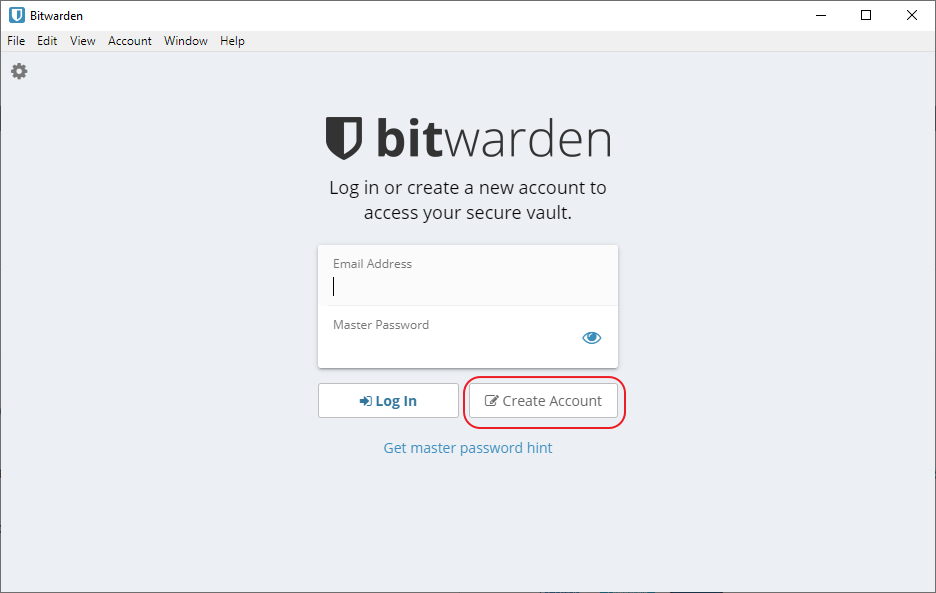 Bitwarden
File Edit View Account Window Help
bitwarden
Log in or create a new account to
access your secure vault.
Email Address
Master Password
Log In Create Account
Get master password hint